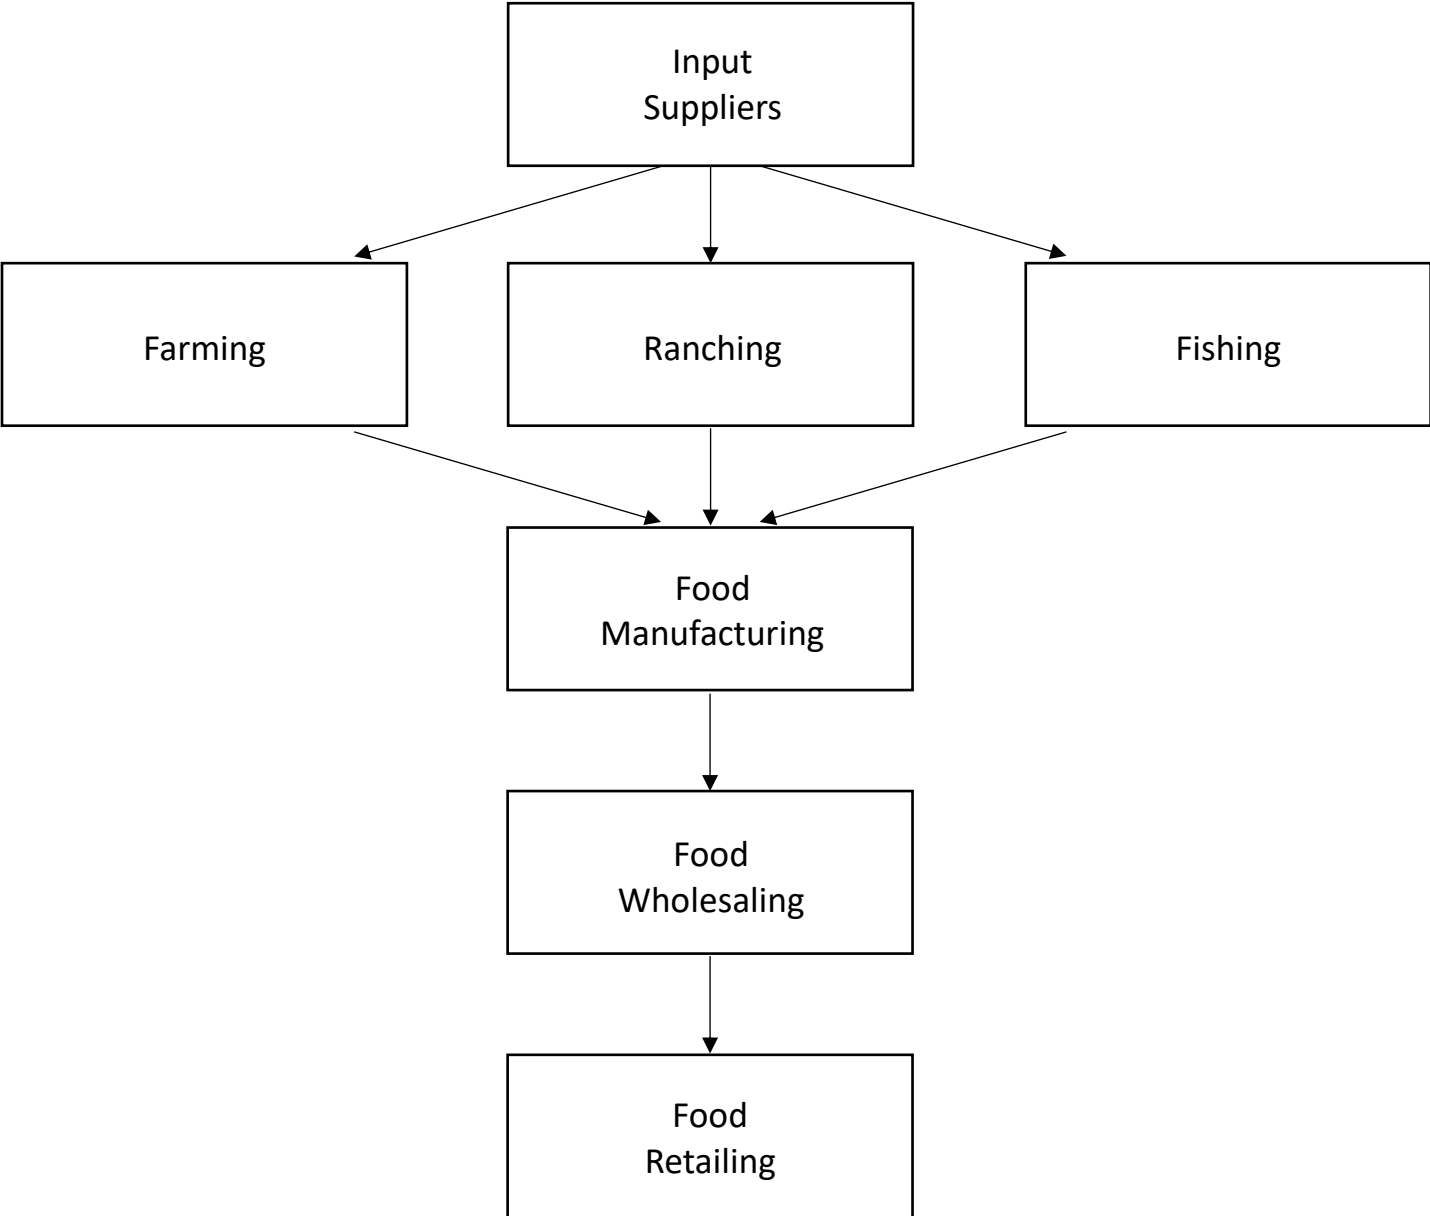 Input
Suppliers
Farming
Ranching
Fishing
Food
Manufacturing
Food
Wholesaling
Food
Retailing